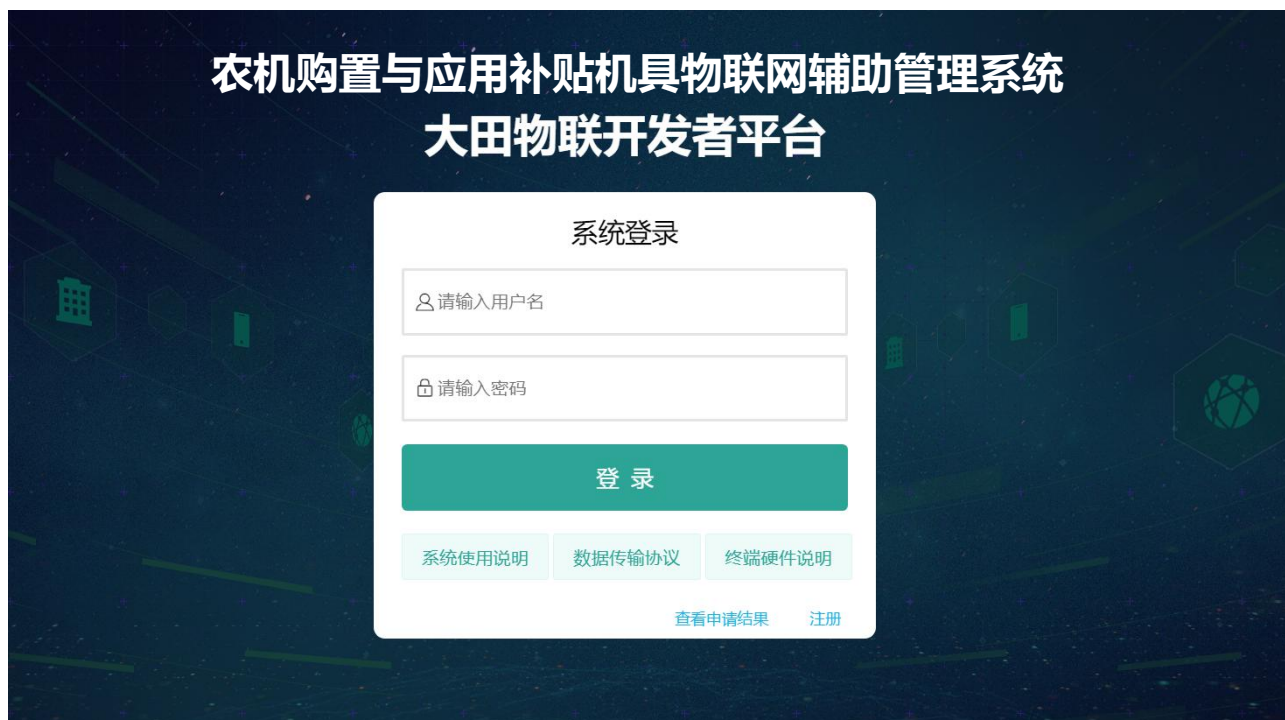 农机购置与应用补贴机具物联网辅助管理系统
大田物联开发者平台
系统登录
请输入用户名
请输入密码
登 录
系统使用说明 数据传输协议 终端硬件说明
查看申请结果 注册